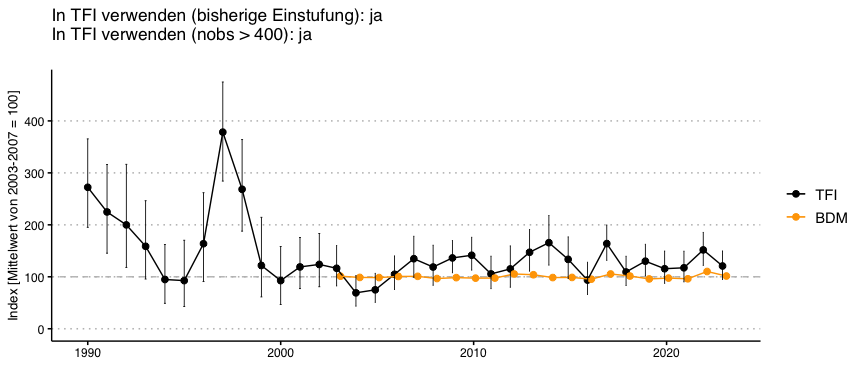 In TFI verwenden (bisherige Einstufung): ja
In TFI verwenden (nobs > 400): ja
Index [Mittelwert von 2003-2007 = 100]
400
300
200
100
0
1990
2000
2010
2020
TFI
BDM